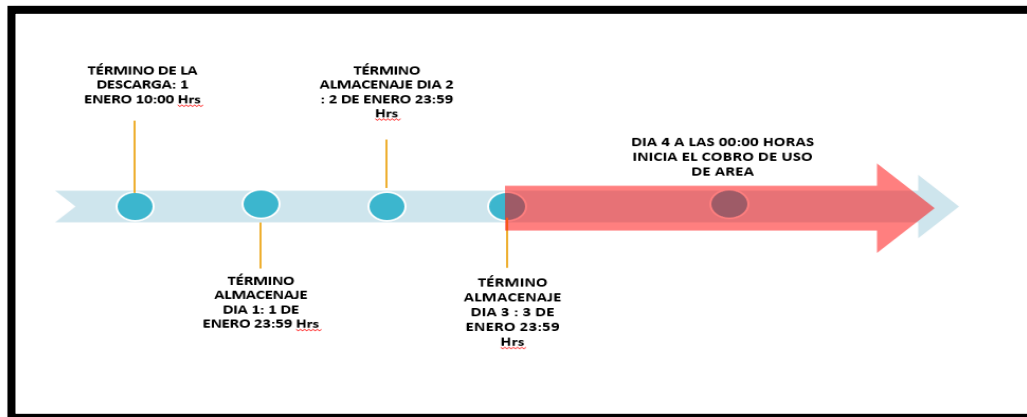 TÉRMINO DE LA
DESCARGA: 1
ENERO 10:00 Hrs
TÉRMINO
ALMACENAJE DIA 2
: 2 DE ENERO 23:59
Hrs
DIA 4 A LAS 00:00 HORAS
INICIA EL COBRO DE USO
DE AREA
TÉRMINO
ALMACENAJE
DIA 1: 1 DE
ENERO 23:59 Hrs
TÉRMINO
ALMACENAJE
DIA 3 : 3 DE
ENERO 23:59
Hrs